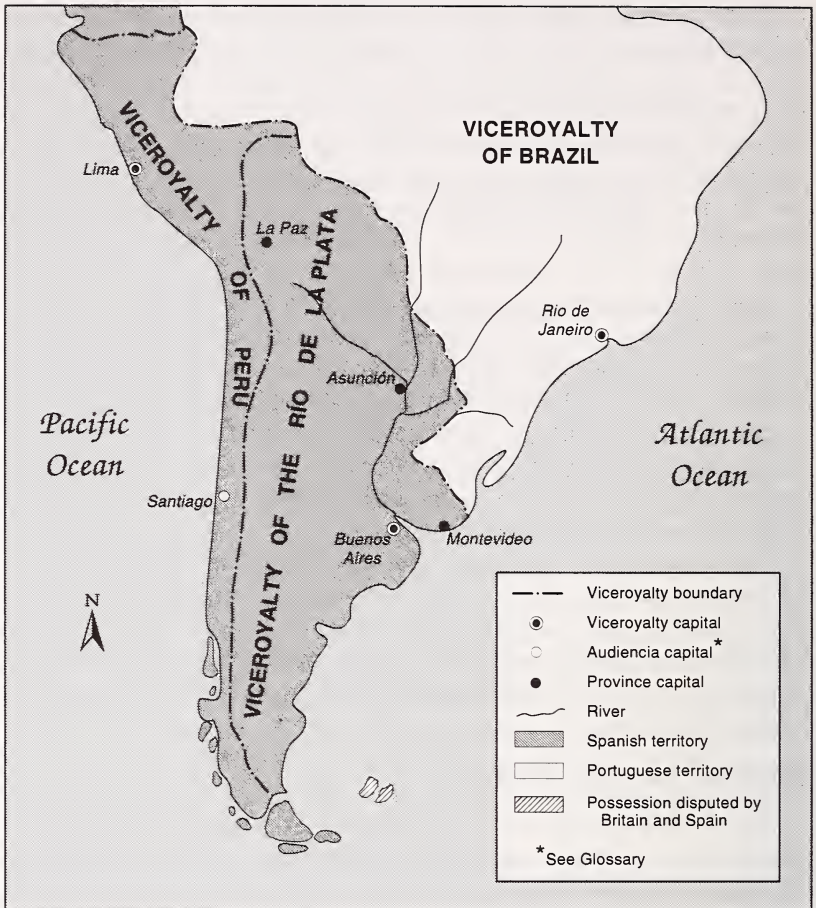 VICEROYALTY
OF
PERU
VICEROYALTY OF THE RÍO DE LA PLATA
VICEROYALTY
OF BRAZIL
Lima
La Paz
Rio de
Janeiro
Asunción
Pacific
Ocean
Atlantic
Ocean
Santiago
Buenos
Aires
Montevideo
N
Viceroyalty boundary
Viceroyalty capital
Audiencia capital*
Province capital
River
Spanish territory
Portuguese territory
Possession disputed by
Britain and Spain
*See Glossary